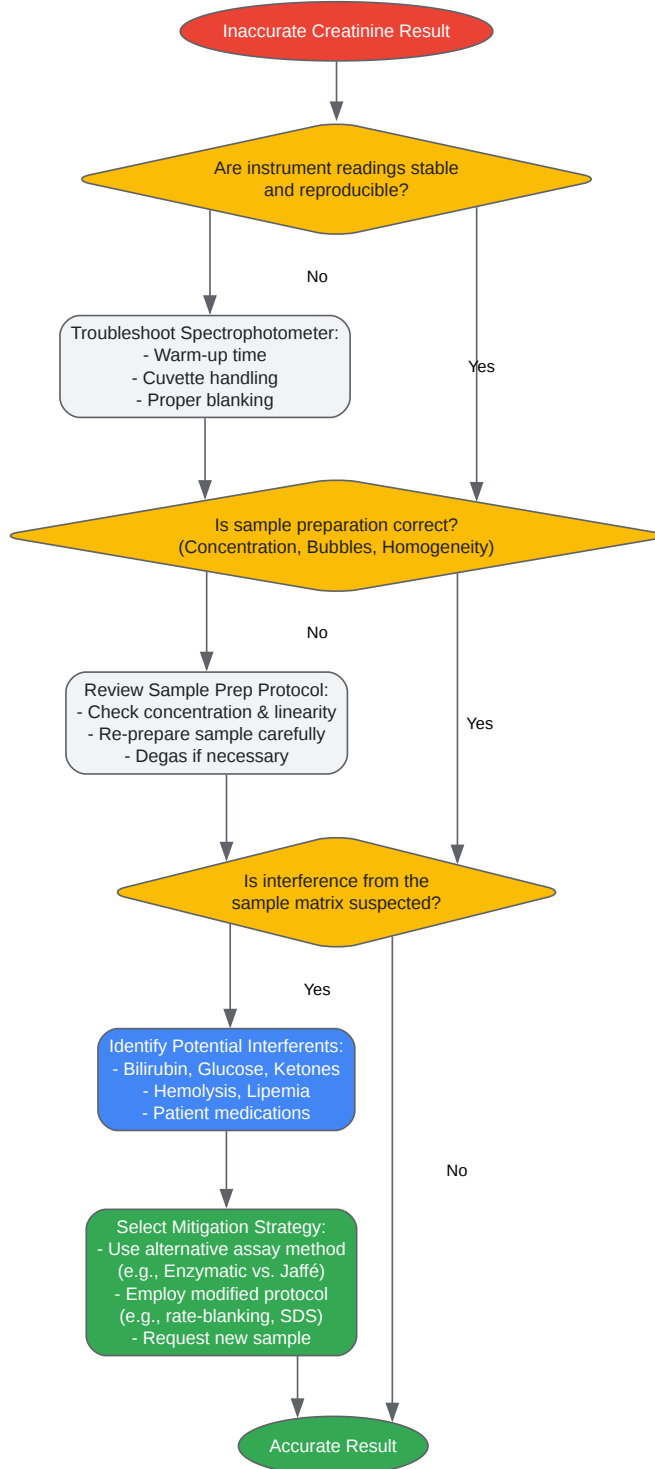 Inaccurate Creatinine Result
Are instrument readings stable
and reproducible?
No
Troubleshoot Spectrophotometer:
- Warm-up time
- Cuvette handling
- Proper blanking
Yes
Is sample preparation correct?
(Concentration, Bubbles, Homogeneity)
No
Review Sample Prep Protocol:
- Check concentration & linearity
- Re-prepare sample carefully
- Degas if necessary
Yes
Is interference from the
sample matrix suspected?
Yes
Identify Potential Interferents:
- Bilirubin, Glucose, Ketones
- Hemolysis, Lipemia
- Patient medications
No
Select Mitigation Strategy:
- Use alternative assay method
(e.g., Enzymatic vs. Jaffé)
- Employ modified protocol
(e.g., rate-blanking, SDS)
- Request new sample
Accurate Result